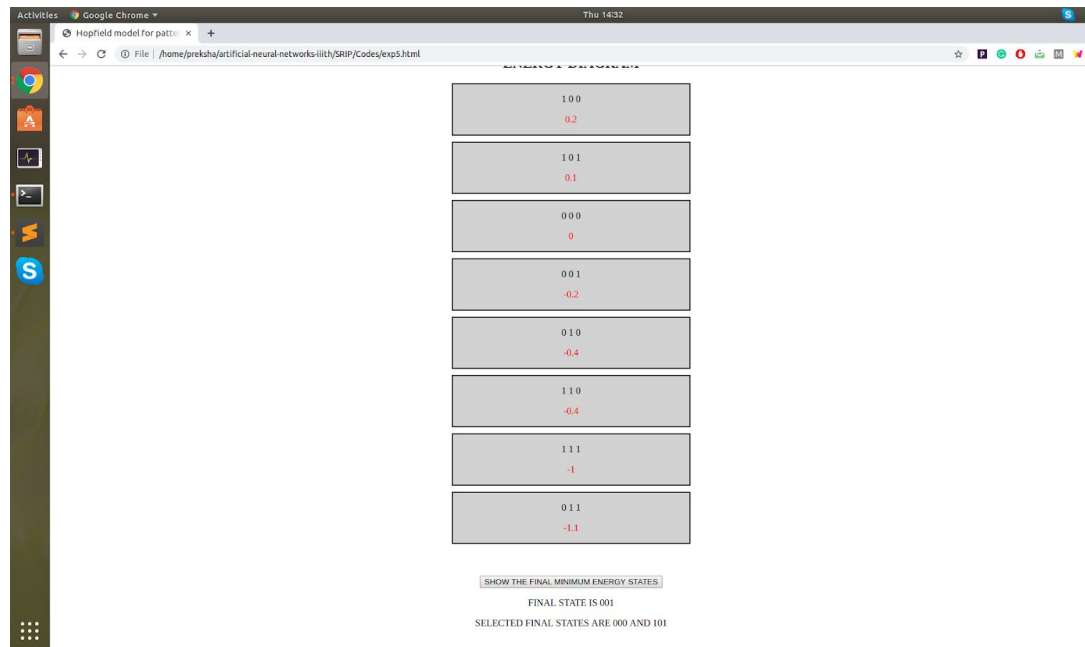 Activities
Google Chrome ▾
Thu 14:32
Hopfield model for patte
File | /home/preksha/artificial-neural-networks-iiith/SRIP/Codes/exp5.html
ENERGY DIAGRAM
1 0 0
0.2
1 0 1
0.1
0 0 0
0
0 0 1
-0.2
0 1 0
-0.4
1 1 0
-0.4
1 1 1
-1
0 1 1
-1.1
SHOW THE FINAL MINIMUM ENERGY STATES
FINAL STATE IS 001
SELECTED FINAL STATES ARE 000 AND 101